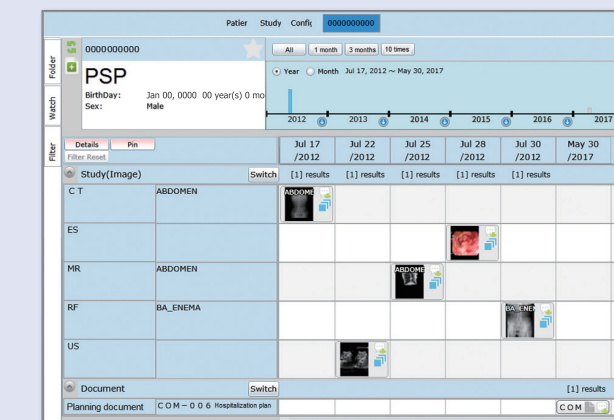 Patier Study Config 0000000000
Folder
Watch
Filter
0000000000
PSP
BirthDay: Jan 00, 0000 00 year(s) 0 mo
Sex: Male
All 1 month 3 months 10 times
Year Month Jul 17, 2012 ~ May 30, 2017
2012 2013 2014 2015 2016 2017
Details Pin
Filter Reset
Jul 17 /2012
Jul 22 /2012
Jul 25 /2012
Jul 28 /2012
Jul 30 /2012
May 30 /2017
Study(Image) Switch [1] results [1] results [1] results [1] results [1] results
CT ABDOMEN ABDOME
ES
MR ABDOMEN ABDOME
RF BA_ENEMA BA_ENEM
US
Document Switch [1] results
Planning document COM-006 Hospitalization plan COM